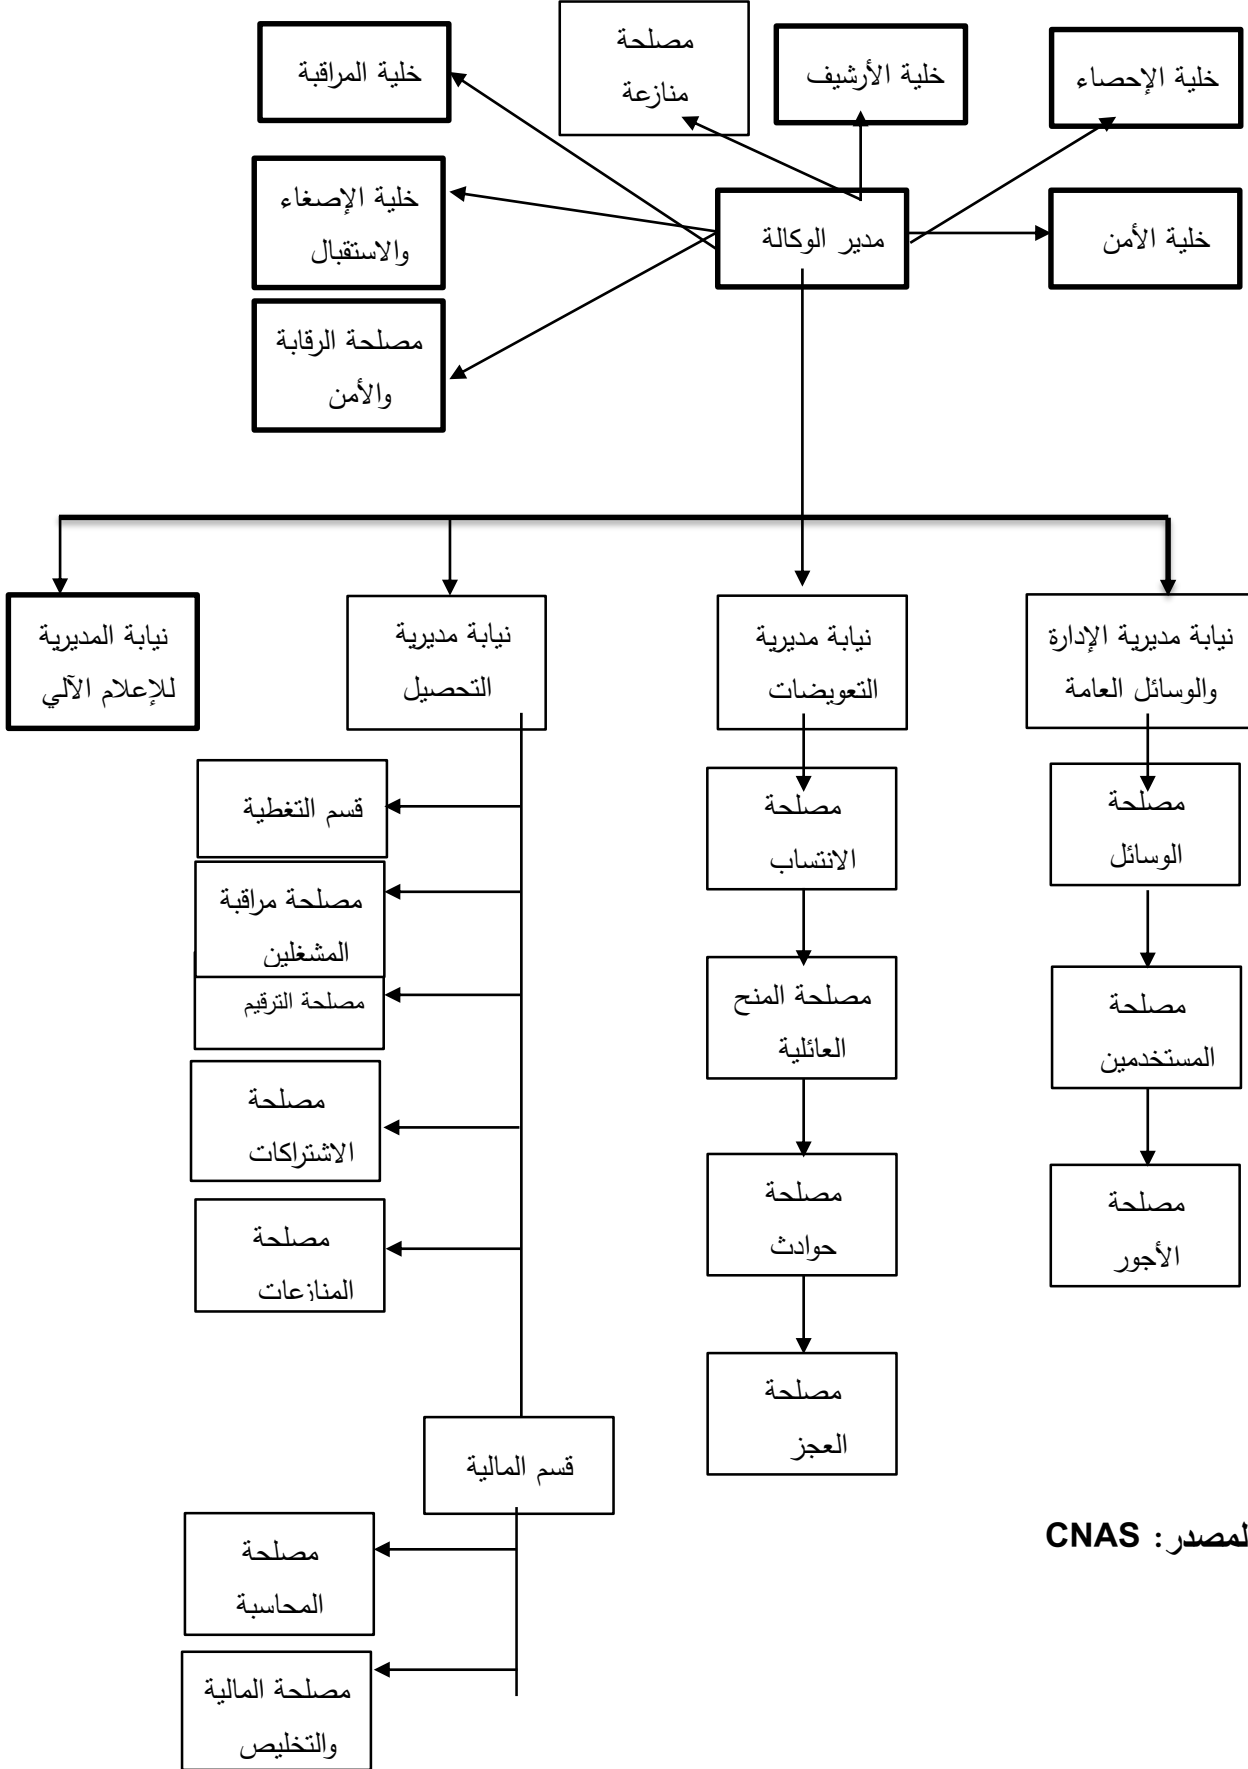 مصلحة
منازعة
خلية الإحصاء
خلية الأرشيف
خلية المراقبة
خلية الأمن
مدير الوكالة
خلية الإصغاء
والاستقبال
مصلحة الرقابة
والأمن
نيابة مديرية الإدارة
والوسائل العامة
نيابة مديرية
التعويضات
نيابة مديرية
التحصيل
نيابة المديرية
للإعلام الآلي
مصلحة
الوسائل
مصلحة
المستخدمين
مصلحة
الأجور
مصلحة
الانتساب
مصلحة المنح
العائلية
مصلحة
حوادث
مصلحة
العجز
قسم التغطية
مصلحة مراقبة
المشغلين
مصلحة الترقيم
مصلحة
الاشتراكات
مصلحة
المنازعات
قسم المالية
مصلحة
المحاسبة
مصلحة المالية
والتخليص
لمصدر: CNAS